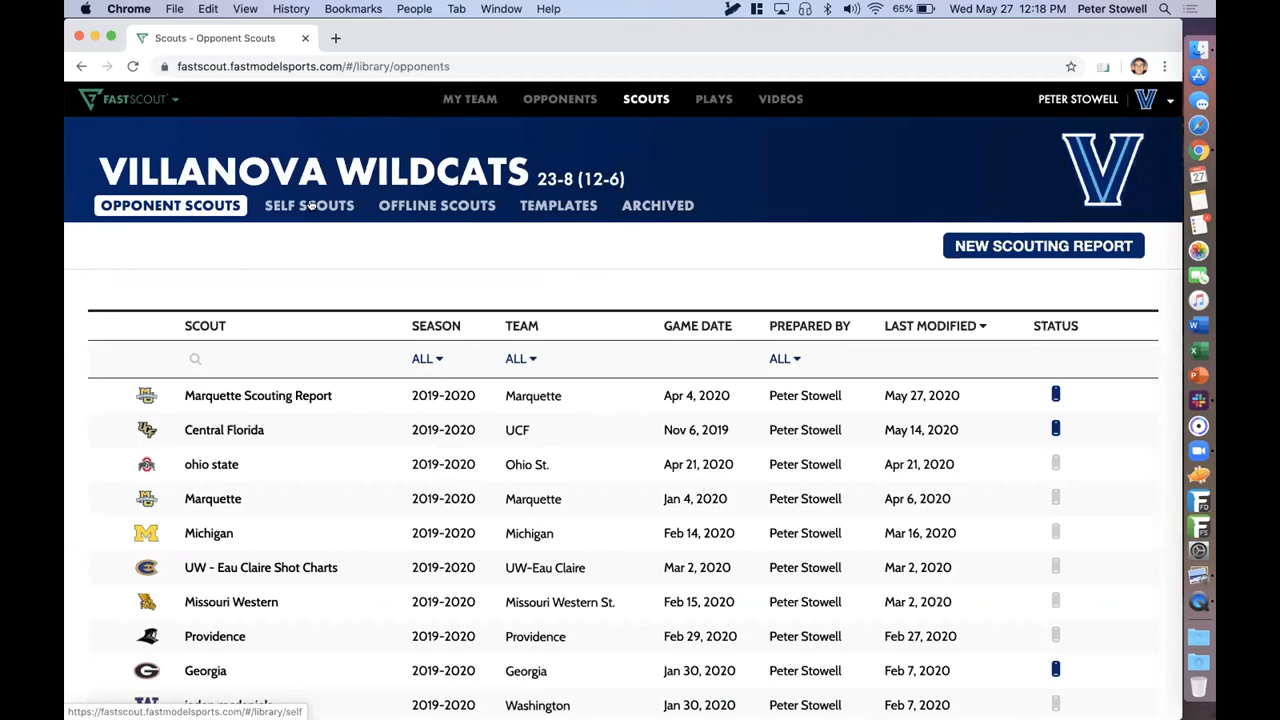 Chrome File Edit View History Bookmarks People Tab Window Help 65% Wed May 27 12:18 PM Peter Stowell
Scouts - Opponent Scouts
fastscout.fastmodelsports.com/#/library/opponents
FASTSCOUT MY TEAM OPPONENTS SCOUTS PLAYS VIDEOS PETER STOWELL
VILLANOVA WILDCATS 23-8 (12-6)
OPPONENT SCOUTS SELF SCOUTS OFFLINE SCOUTS TEMPLATES ARCHIVED
NEW SCOUTING REPORT
SCOUT SEASON TEAM GAME DATE PREPARED BY LAST MODIFIED STATUS
ALL ALL ALL
Marquette Scouting Report 2019-2020 Marquette Apr 4, 2020 Peter Stowell May 27, 2020
Central Florida 2019-2020 UCF Nov 6, 2019 Peter Stowell May 14, 2020
ohio state 2019-2020 Ohio St. Apr 21, 2020 Peter Stowell Apr 21, 2020
Marquette 2019-2020 Marquette Jan 4, 2020 Peter Stowell Apr 6, 2020
Michigan 2019-2020 Michigan Feb 14, 2020 Peter Stowell Mar 16, 2020
UW - Eau Claire Shot Charts 2019-2020 UW-Eau Claire Mar 2, 2020 Peter Stowell Mar 2, 2020
Missouri Western 2019-2020 Missouri Western St. Feb 15, 2020 Peter Stowell Mar 2, 2020
Providence 2019-2020 Providence Feb 29, 2020 Peter Stowell Feb 27, 2020
Georgia 2019-2020 Georgia Jan 30, 2020 Peter Stowell Feb 7, 2020
2019-2020 Washington Jan 30, 2020 Peter Stowell Feb 7, 2020
https://fastscout.fastmodelsports.com/#/library/self